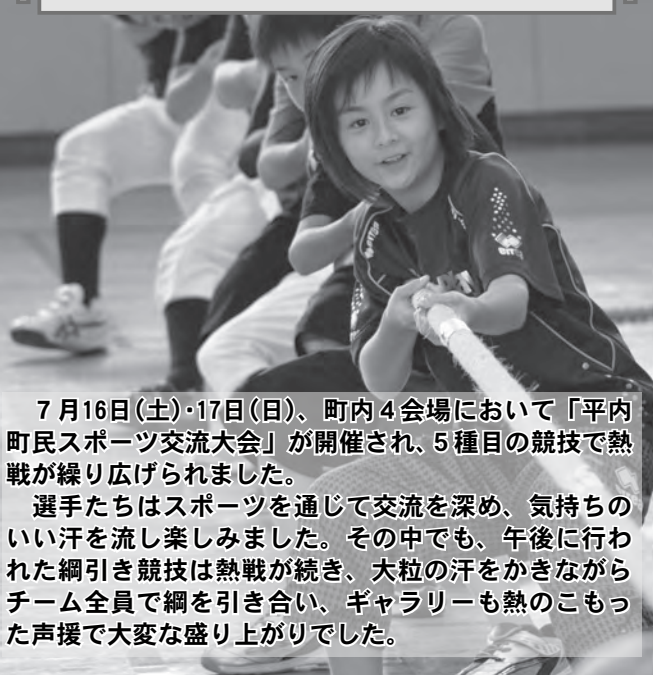 ７月16日(土)・17日(日)、町内４会場において「平内
町民スポーツ交流大会」が開催され、５種目の競技で熱
戦が繰り広げられました。
　選手たちはスポーツを通じて交流を深め、気持ちの
いい汗を流し楽しみました。その中でも、午後に行わ
れた綱引き競技は熱戦が続き、大粒の汗をかきながら
チーム全員で綱を引き合い、ギャラリーも熱のこもっ
た声援で大変な盛り上がりでした。